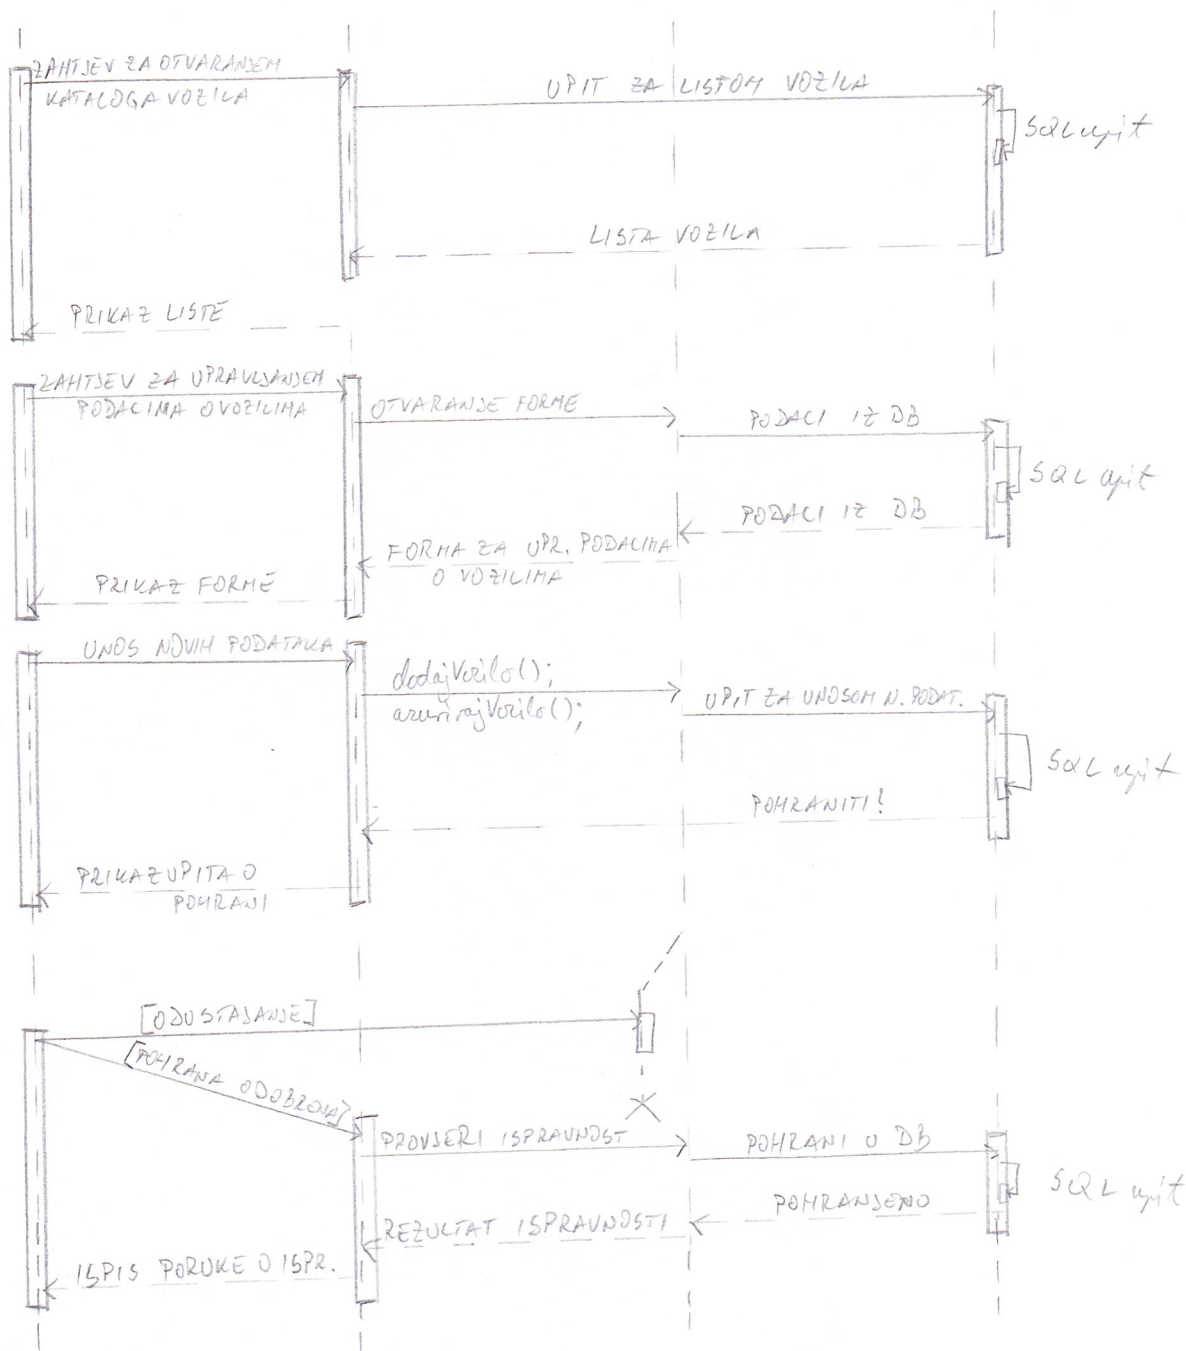 ZAHTJEV ZA OTVARANJEM
KATALOGA VOZILA
UPIT ZA LISTOM VOZILA
SQL upit
LISTA VOZILA
PRIKAZ LISTE
ZAHTJEV ZA UPRAVLJANJEM
PODACIMA O VOZILIMA
OTVARANJE FORME
PODACI IZ DB
SQL upit
PODACI IZ DB
FORMA ZA UPR. PODACIMA
O VOZILIMA
PRIKAZ FORME
UNOS NOVIH PODATAKA
dodajVozilo();
azurirajVozilo();
UPIT ZA UNOSOM N. PODAT.
SQL upit
POHRANITI?
PRIKAZ UPITA O
POHRANI
[ODUSTAJANJE]
[POHRANA ODOBRENA]
PROVJERI ISPRAVNOST
POHRANI U DB
SQL upit
POHRANJENO
REZULTAT ISPRAVNOSTI
ISPIS PORUKE O ISPR.